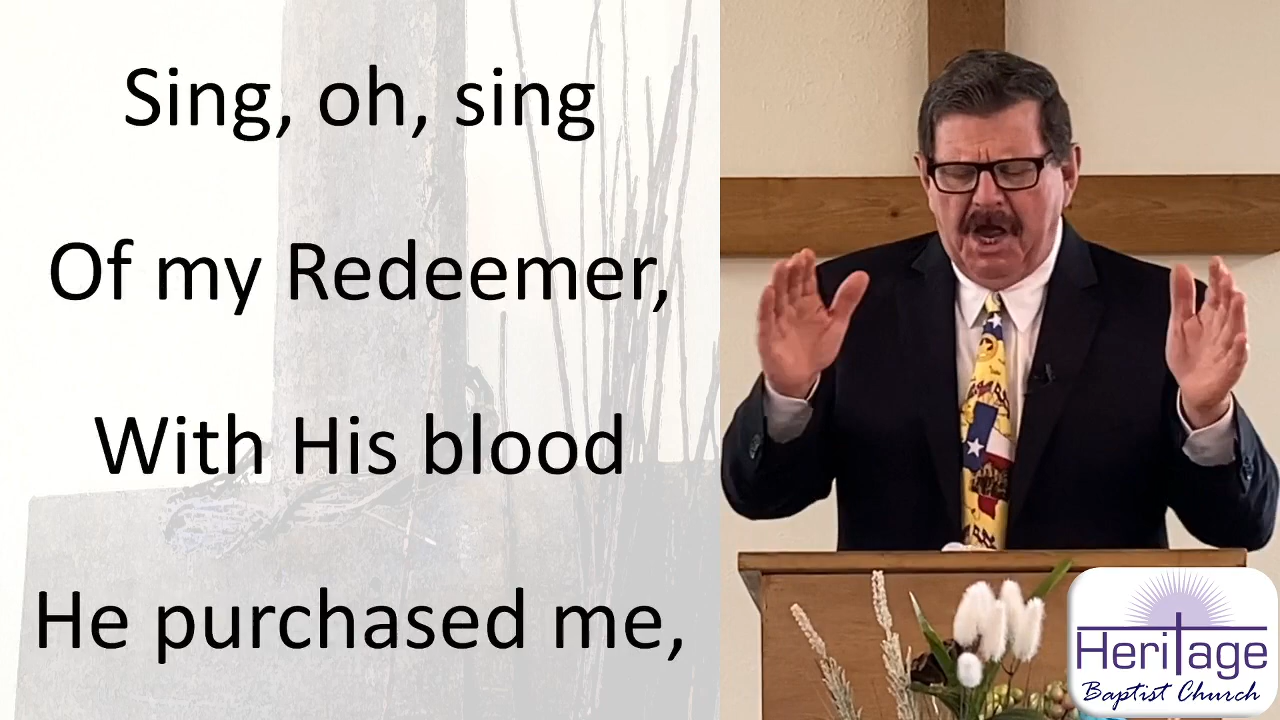 Sing, oh, sing
Of my Redeemer,
With His blood
He purchased me,
Heritage
Baptist Church